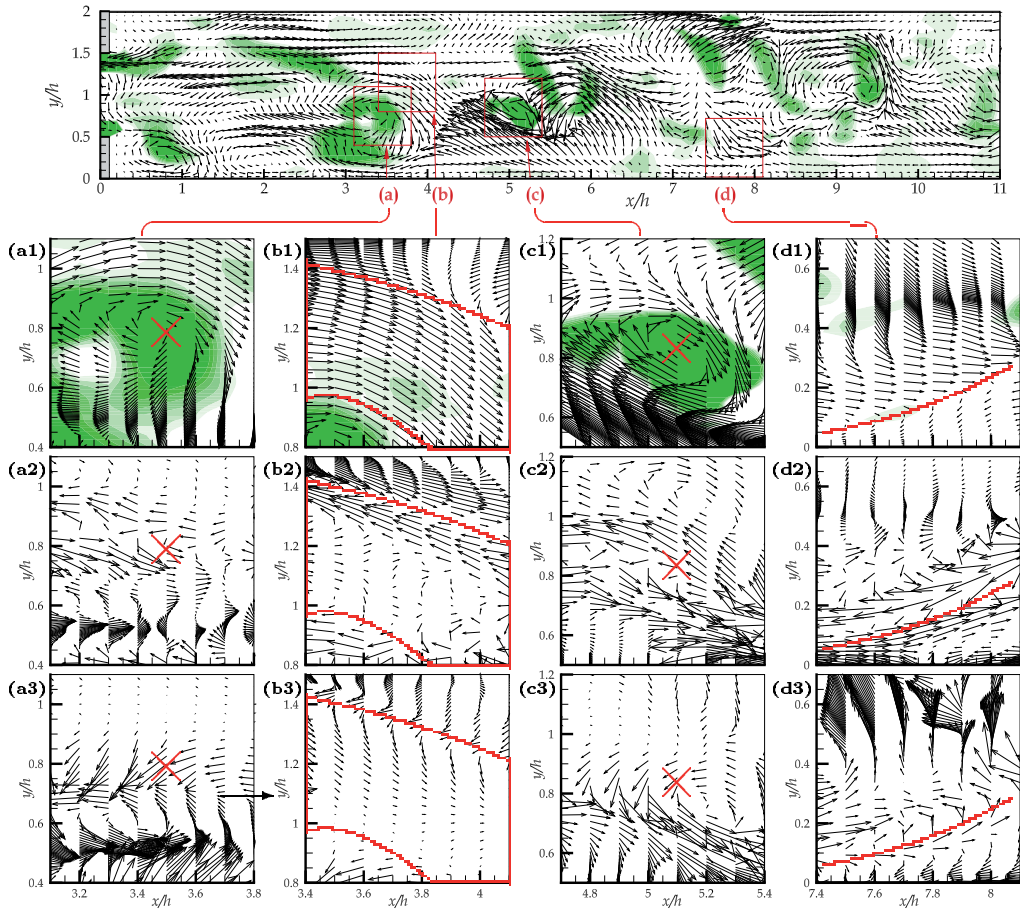 y/h
2
1.5
1
0.5
0
0 1 2 3 4 5 6 7 8 9 10 11
x/h
(a) (b) (c) (d)
(a1) (b1) (c1) (d1)
y/h
1
0.8
0.6
0.4
y/h
1.4
1.2
1
0.8
y/h
1.2
1
0.8
0.6
y/h
0.6
0.4
0.2
0
(a2) (b2) (c2) (d2)
y/h
1
0.8
0.6
0.4
y/h
1.4
1.2
1
0.8
y/h
1.2
1
0.8
0.6
y/h
0.6
0.4
0.2
0
(a3) (b3) (c3) (d3)
y/h
1
0.8
0.6
0.4
y/h
1.4
1.2
1
0.8
y/h
1.2
1
0.8
0.6
y/h
0.6
0.4
0.2
0
3.2 3.4 3.6 3.8
x/h
3.4 3.6 3.8 4
x/h
4.8 5 5.2 5.4
x/h
7.4 7.6 7.8 8
x/h